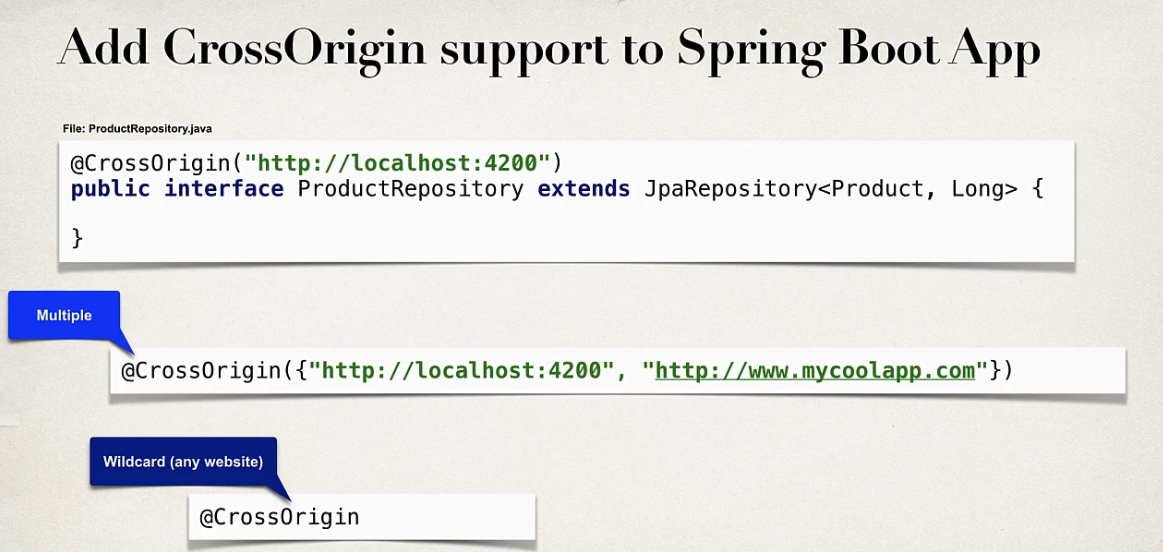 Add CrossOrigin support to Spring Boot App
File: ProductRepository.java
@CrossOrigin("http://localhost:4200")
public interface ProductRepository extends JpaRepository<Product, Long> {
}
Multiple
@CrossOrigin({"http://localhost:4200", "http://www.mycoolapp.com"})
Wildcard (any website)
@CrossOrigin